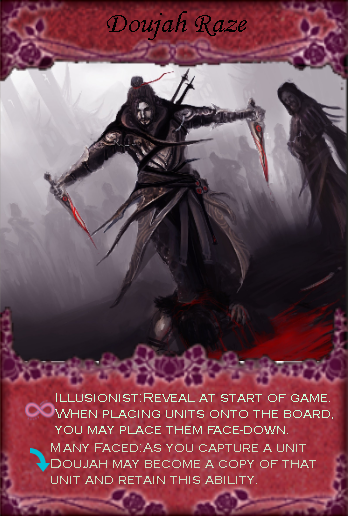 Doujah Raze
Illusionist:Reveal at start of game.
When placing units onto the board,
you may place them face-down.
Many Faced:As you capture a unit
Doujah may become a copy of that
unit and retain this ability.